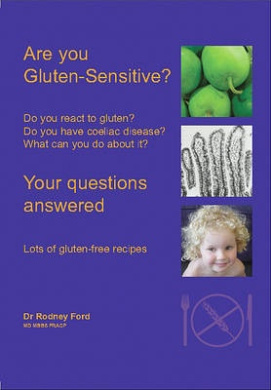 Are you
Gluten-Sensitive?
Do you react to gluten?
Do you have coeliac disease?
What can you do about it?
Your questions
answered
Lots of gluten-free recipes
Dr Rodney Ford
MD MBBS FRACP